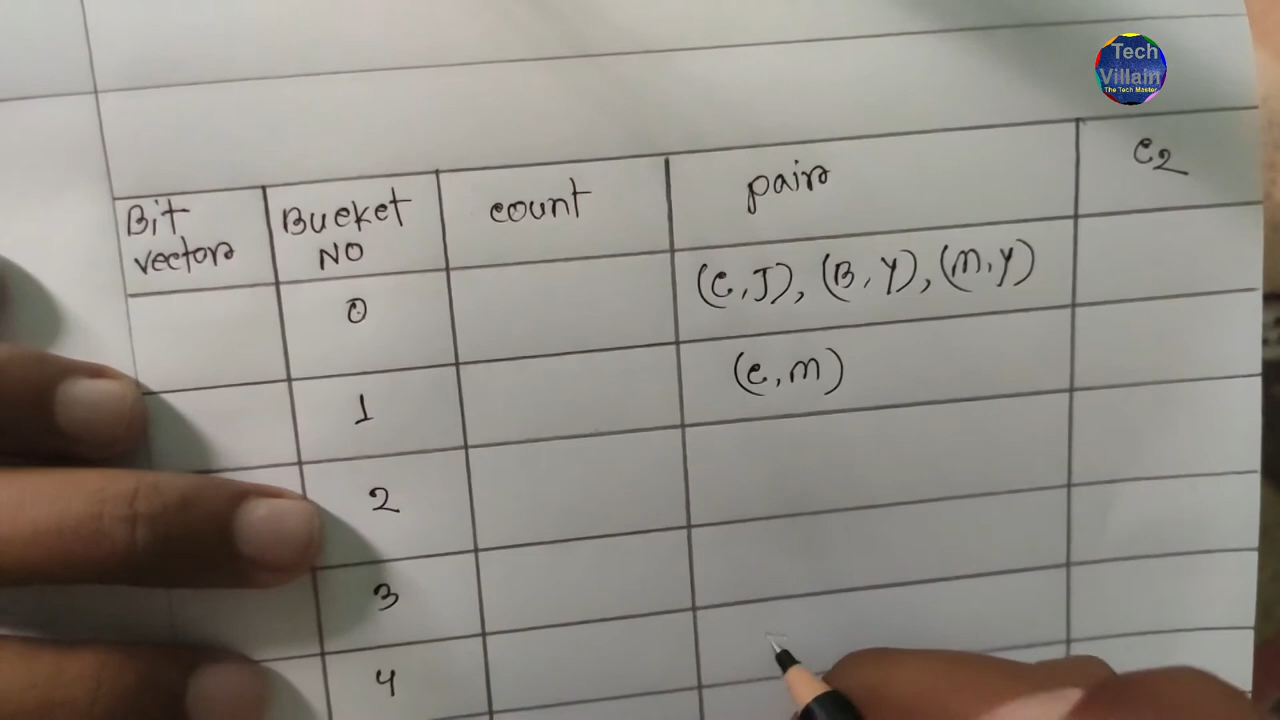 Tech
Villain
The Tech Master
Bit vector Bucket NO count pair C2
0 (C,J), (B,Y), (M,Y)
1 (C,M)
2
3
4